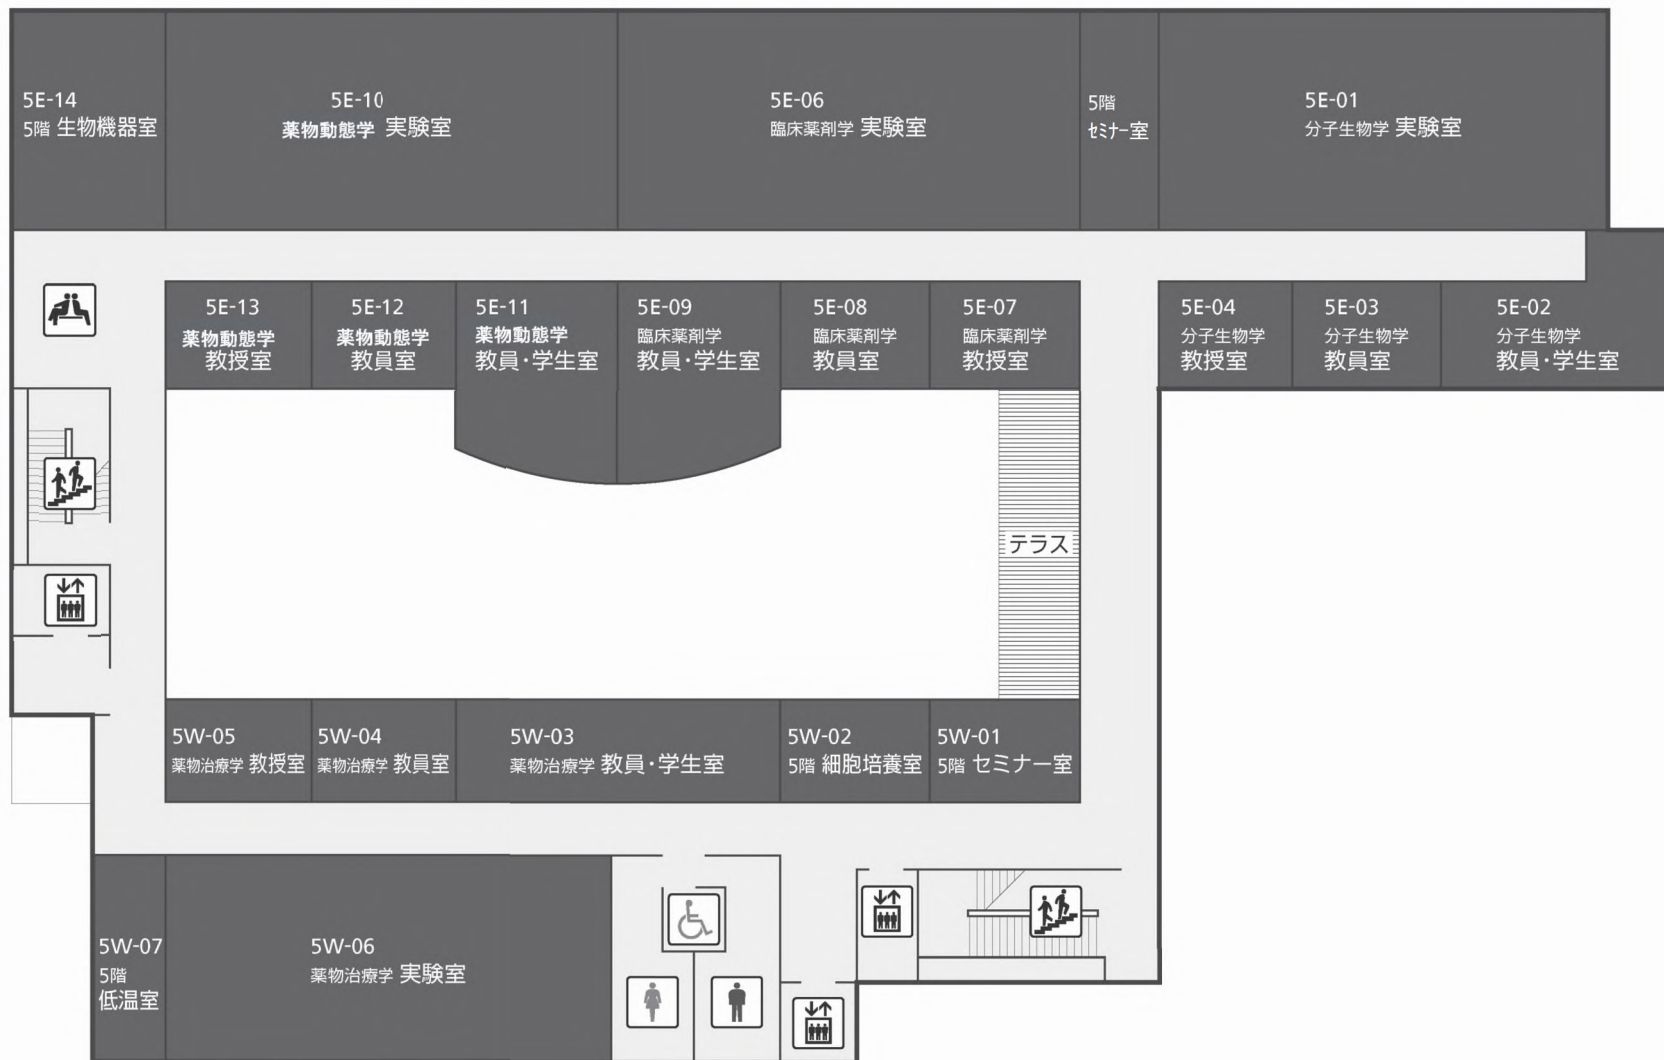 5E-14
5階 生物機器室
5E-10
薬物動態学 実験室
5E-06
臨床薬剤学 実験室
5階
セミナー室
5E-01
分子生物学 実験室
5E-13
薬物動態学
教授室
5E-12
薬物動態学
教員室
5E-11
薬物動態学
教員・学生室
5E-09
臨床薬剤学
教員・学生室
5E-08
臨床薬剤学
教員室
5E-07
臨床薬剤学
教授室
5E-04
分子生物学
教授室
5E-03
分子生物学
教員室
5E-02
分子生物学
教員・学生室
テラス
5W-05
薬物治療学 教授室
5W-04
薬物治療学 教員室
5W-03
薬物治療学 教員・学生室
5W-02
5階 細胞培養室
5W-01
5階 セミナー室
5W-07
5階
低温室
5W-06
薬物治療学 実験室